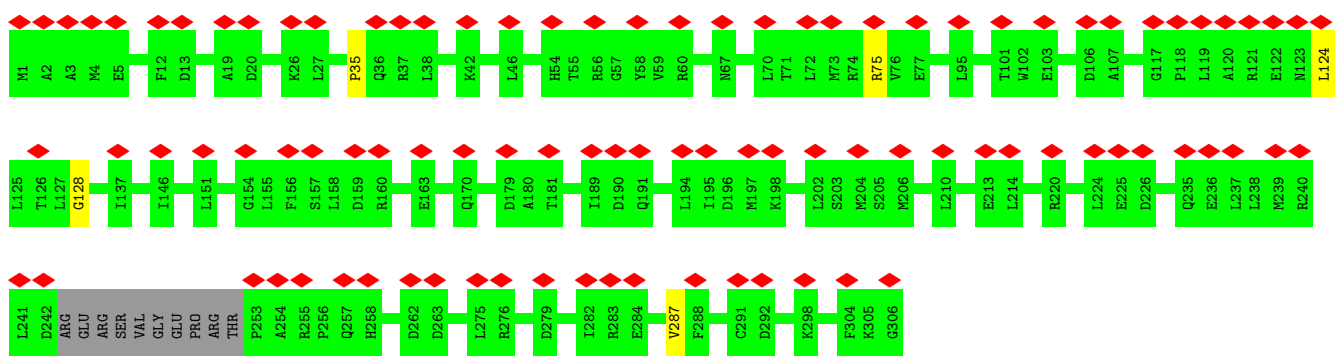 M1 A2 A3 M4 E5 F12 D13 A19 D20 K26 L27 P35 Q36 R37 L38 K42 L46 H54 T55 R56 G57 Y58 V59 R60 N67 L70 T71 L72 M73 R74 R75 V76 E77 L95 T101 W102 E103 D106 A107 G117 P118 L119 A120 R121 E122 N123 L124
L125 T126 L127 G128 I137 I146 L151 G154 L155 F156 S157 L158 D159 R160 E163 Q170 D179 A180 T181 I189 D190 Q191 L194 I195 D196 M197 K198 L202 S203 M204 S205 M206 L210 E213 L214 R220 L224 E225 D226 Q235 E236 L237 L238 M239 R240
L241 D242 ARG GLU ARG SER VAL GLY GLU PRO ARG THR P253 A254 R255 P256 Q257 H258 D262 D263 L275 R276 D279 I282 R283 E284 V287 F288 C291 D292 K298 F304 K305 G306